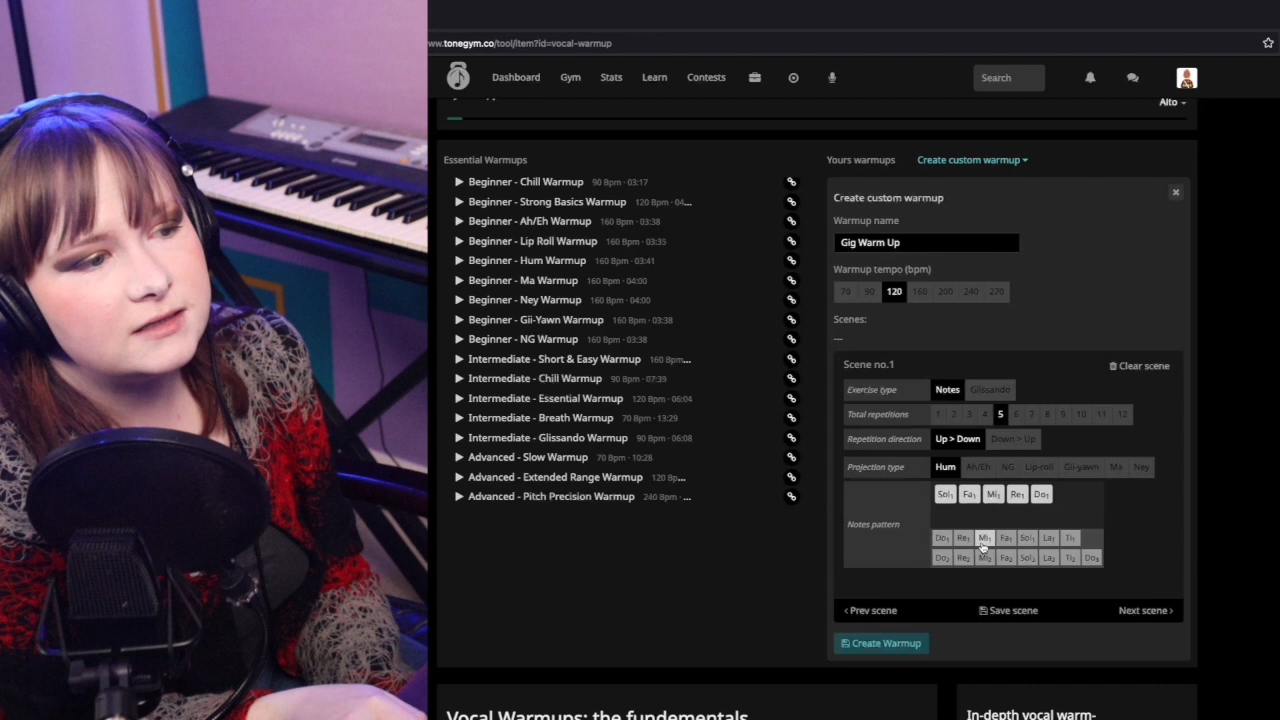 ww.tonegym.co/tool/item?id=vocal-warmup
Dashboard Gym Stats Learn Contests Search
Alto
Essential Warmups
Beginner - Chill Warmup 90 Bpm · 03:17
Beginner - Strong Basics Warmup 120 Bpm · 04...
Beginner - Ah/Eh Warmup 160 Bpm · 03:38
Beginner - Lip Roll Warmup 160 Bpm · 03:35
Beginner - Hum Warmup 160 Bpm · 03:41
Beginner - Ma Warmup 160 Bpm · 04:00
Beginner - Ney Warmup 160 Bpm · 04:00
Beginner - Gii-Yawn Warmup 160 Bpm · 03:38
Beginner - NG Warmup 160 Bpm · 03:38
Intermediate - Short & Easy Warmup 160 Bpm...
Intermediate - Chill Warmup 90 Bpm · 07:39
Intermediate - Essential Warmup 120 Bpm · 06:04
Intermediate - Breath Warmup 70 Bpm · 13:29
Intermediate - Glissando Warmup 90 Bpm · 06:08
Advanced - Slow Warmup 70 Bpm · 10:28
Advanced - Extended Range Warmup 120 Bp...
Advanced - Pitch Precision Warmup 240 Bpm · ...
Yours warmups Create custom warmup
Create custom warmup
Warmup name
Gig Warm Up
Warmup tempo (bpm)
70 90 120 160 200 240 270
Scenes:
---
Scene no.1 Clear scene
Exercise type Notes Glissando
Total repetitions 1 2 3 4 5 6 7 8 9 10 11 12
Repetition direction Up > Down Down > Up
Projection type Hum Ah/Eh NG Lip-roll Gii-yawn Ma Ney
Sol1 Fa1 Mi1 Re1 Do1
Notes pattern
Do1 Re1 Mi1 Fa1 Sol1 La1 Ti1
Do2 Re2 Mi2 Fa2 Sol2 La2 Ti2 Do3
‹ Prev scene Save scene Next scene ›
Create Warmup
Vocal Warmups: the fundementals
In-depth vocal warm-